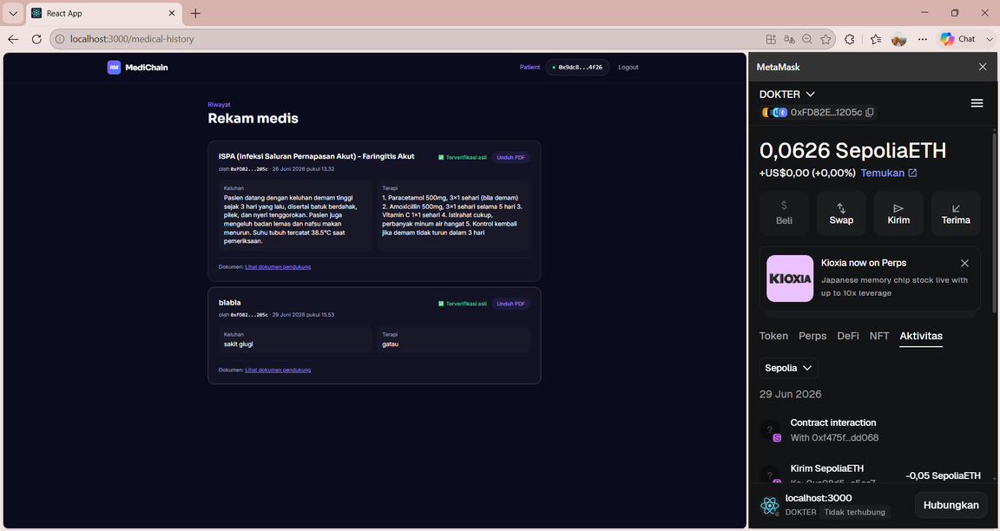 React App
localhost:3000/medical-history
Chat
RM MediChain
Patient
0x9dc8...4f26
Logout
Riwayat
Rekam medis
ISPA (Infeksi Saluran Pernapasan Akut) – Faringitis Akut
Terverifikasi asli
Unduh PDF
oleh 0xFD82...205c · 26 Juni 2026 pukul 13.32
Keluhan
Pasien datang dengan keluhan demam tinggi
sejak 3 hari yang lalu, disertai batuk berdahak,
pilek, dan nyeri tenggorokan. Pasien juga
mengeluh badan lemas dan nafsu makan
menurun. Suhu tubuh tercatat 38.5°C saat
pemeriksaan.
Terapi
1. Paracetamol 500mg, 3×1 sehari (bila demam)
2. Amoxicillin 500mg, 3×1 sehari selama 5 hari 3.
Vitamin C 1×1 sehari 4. Istirahat cukup,
perbanyak minum air hangat 5. Kontrol kembali
jika demam tidak turun dalam 3 hari
Dokumen: Lihat dokumen pendukung
blabla
Terverifikasi asli
Unduh PDF
oleh 0xFD82...205c · 29 Juni 2026 pukul 15.53
Keluhan
sakit giugi
Terapi
gatau
Dokumen: Lihat dokumen pendukung
MetaMask
DOKTER
0xFD82E...1205c
0,0626 SepoliaETH
+US$0,00 (+0,00%) Temukan
Beli
Swap
Kirim
Terima
KIOXIA
Kioxia now on Perps
Japanese memory chip stock live with
up to 10x leverage
Token Perps DeFi NFT Aktivitas
Sepolia
29 Jun 2026
Contract interaction
With 0xf475f...dd068
Kirim SepoliaETH
-0,05 SepoliaETH
localhost:3000
DOKTER Tidak terhubung
Hubungkan